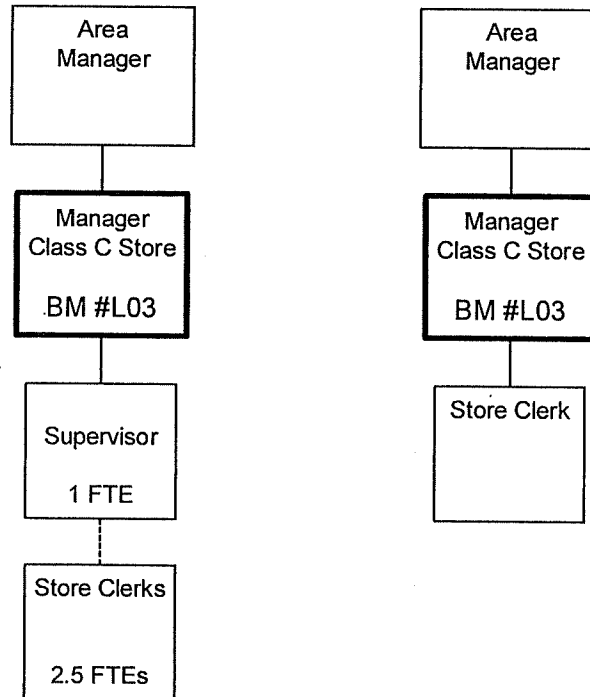 Area
Manager
Manager
Class C Store
BM #L03
Supervisor
1 FTE
Store Clerks
2.5 FTEs
Area
Manager
Manager
Class C Store
BM #L03
Store Clerk